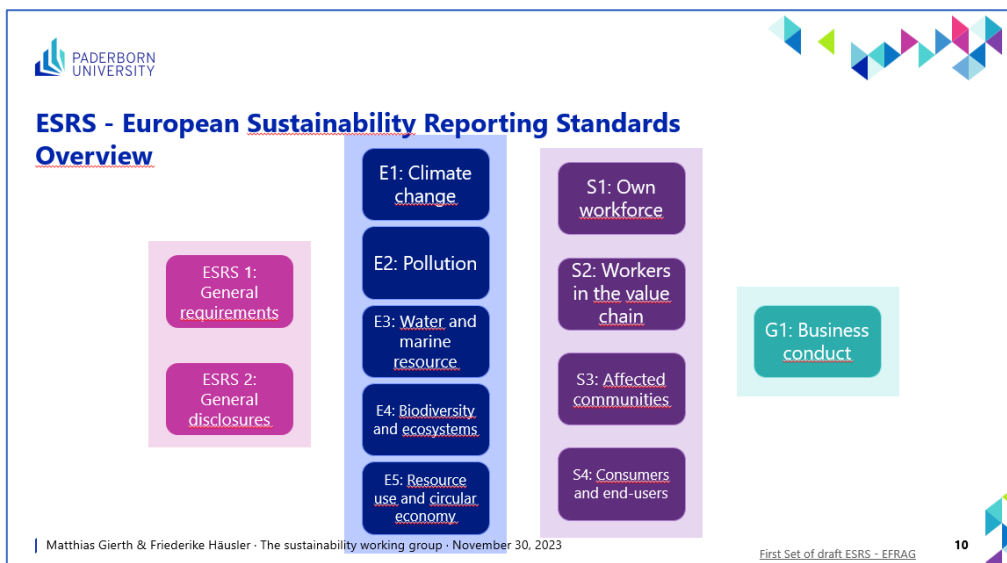 PADERBORN
UNIVERSITY
ESRS - European Sustainability Reporting Standards
Overview
ESRS 1:
General
requirements
ESRS 2:
General
disclosures
E1: Climate
change
E2: Pollution
E3: Water and
marine
resource
E4: Biodiversity
and ecosystems
E5: Resource
use and circular
economy
S1: Own
workforce
S2: Workers
in the value
chain
S3: Affected
communities
S4: Consumers
and end-users
G1: Business
conduct
Matthias Gierth & Friederike Häusler · The sustainability working group · November 30, 2023
First Set of draft ESRS - EFRAG
10